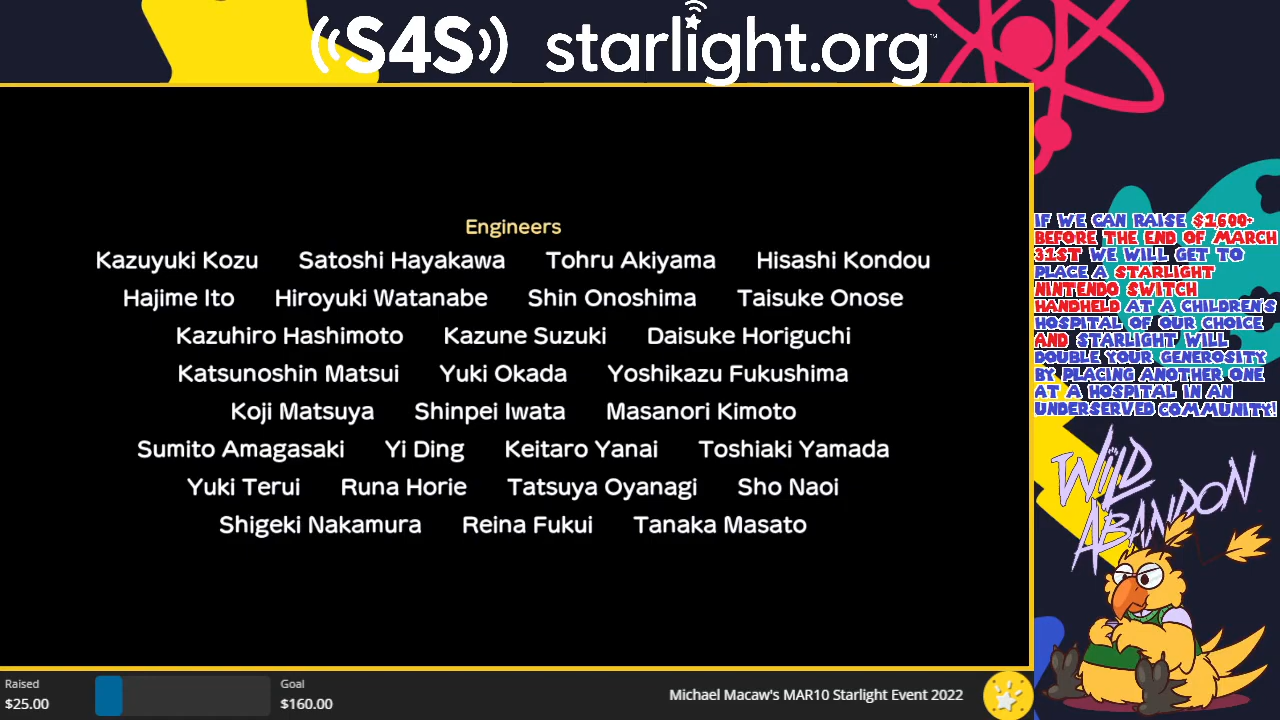 ((S4S)) starlight.org™
Engineers
Kazuyuki Kozu Satoshi Hayakawa Tohru Akiyama Hisashi Kondou
Hajime Ito Hiroyuki Watanabe Shin Onoshima Taisuke Onose
Kazuhiro Hashimoto Kazune Suzuki Daisuke Horiguchi
Katsunoshin Matsui Yuki Okada Yoshikazu Fukushima
Koji Matsuya Shinpei Iwata Masanori Kimoto
Sumito Amagasaki Yi Ding Keitaro Yanai Toshiaki Yamada
Yuki Terui Runa Horie Tatsuya Oyanagi Sho Naoi
Shigeki Nakamura Reina Fukui Tanaka Masato
IF WE CAN RAISE $1600+
BEFORE THE END OF MARCH
31ST WE WILL GET TO
PLACE A STARLIGHT
NINTENDO SWITCH
HANDHELD AT A CHILDREN'S
HOSPITAL OF OUR CHOICE
AND STARLIGHT WILL
DOUBLE YOUR GENEROSITY
BY PLACING ANOTHER ONE
AT A HOSPITAL IN AN
UNDERSERVED COMMUNITY!
WILD
ABANDON
Raised
$25.00
Goal
$160.00
Michael Macaw's MAR10 Starlight Event 2022